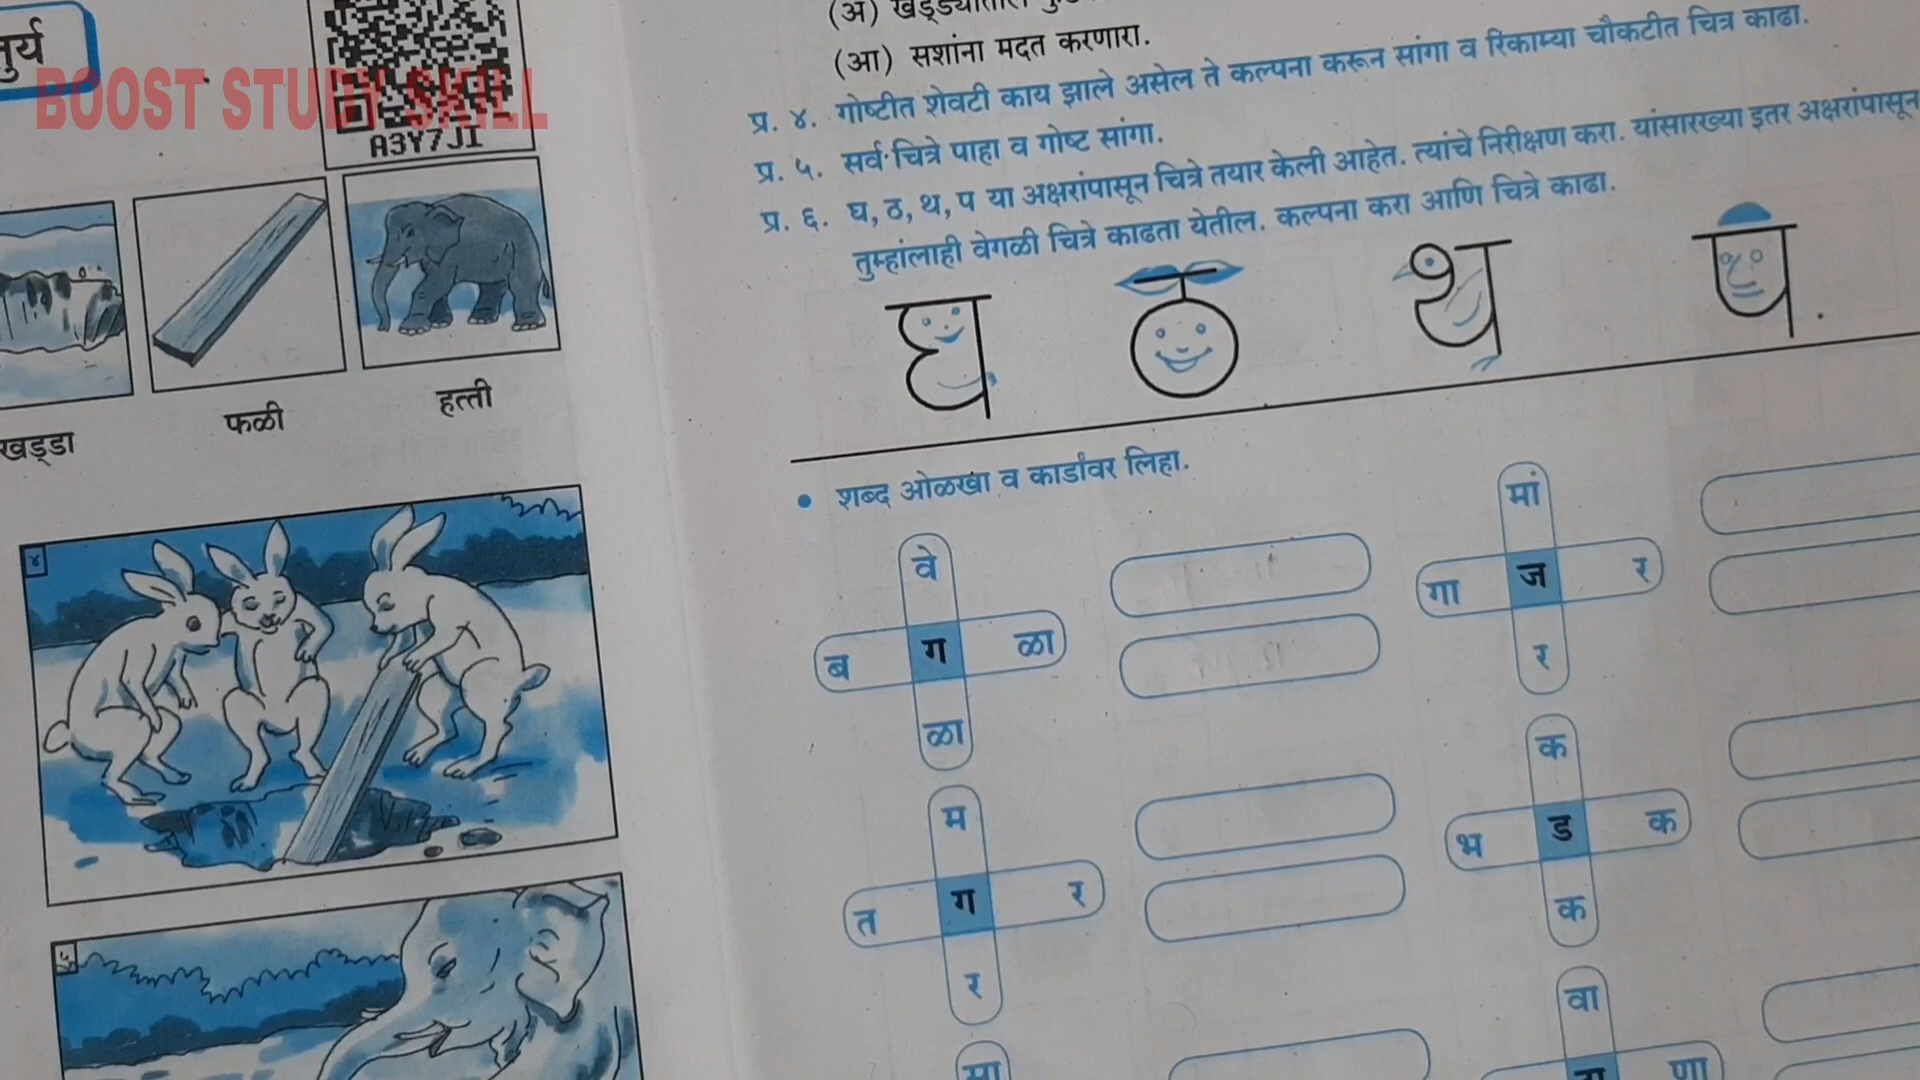 तुर्य
BOOST STUDY SKILL
A3Y7JI
खड्डा
फळी
हत्ती
४
५
(अ) खड्ड्यातील
(आ) सशांना मदत करणारा.
प्र. ४. गोष्टीत शेवटी काय झाले असेल ते कल्पना करून सांगा व रिकाम्या चौकटीत चित्र काढा.
प्र. ५. सर्व चित्रे पाहा व गोष्ट सांगा.
प्र. ६. घ, ठ, थ, प या अक्षरांपासून चित्रे तयार केली आहेत. त्यांचे निरीक्षण करा. यांसारख्या इतर अक्षरांपासून
तुम्हांलाही वेगळी चित्रे काढता येतील. कल्पना करा आणि चित्रे काढा.
घ ठ थ प.
• शब्द ओळखा व कार्डांवर लिहा.
वे
ब ग ळा
ळा
मां
गा ज र
र
म
त ग र
र
क
भ ड क
क
मा
वा
णा